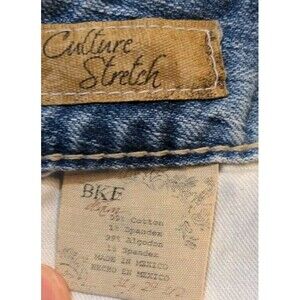 Culture
Stretch
BKE
99% Cotton
1% Spandex
99% Algodon
1% Spandex
MADE IN MEXICO
HECHO EN MEXICO